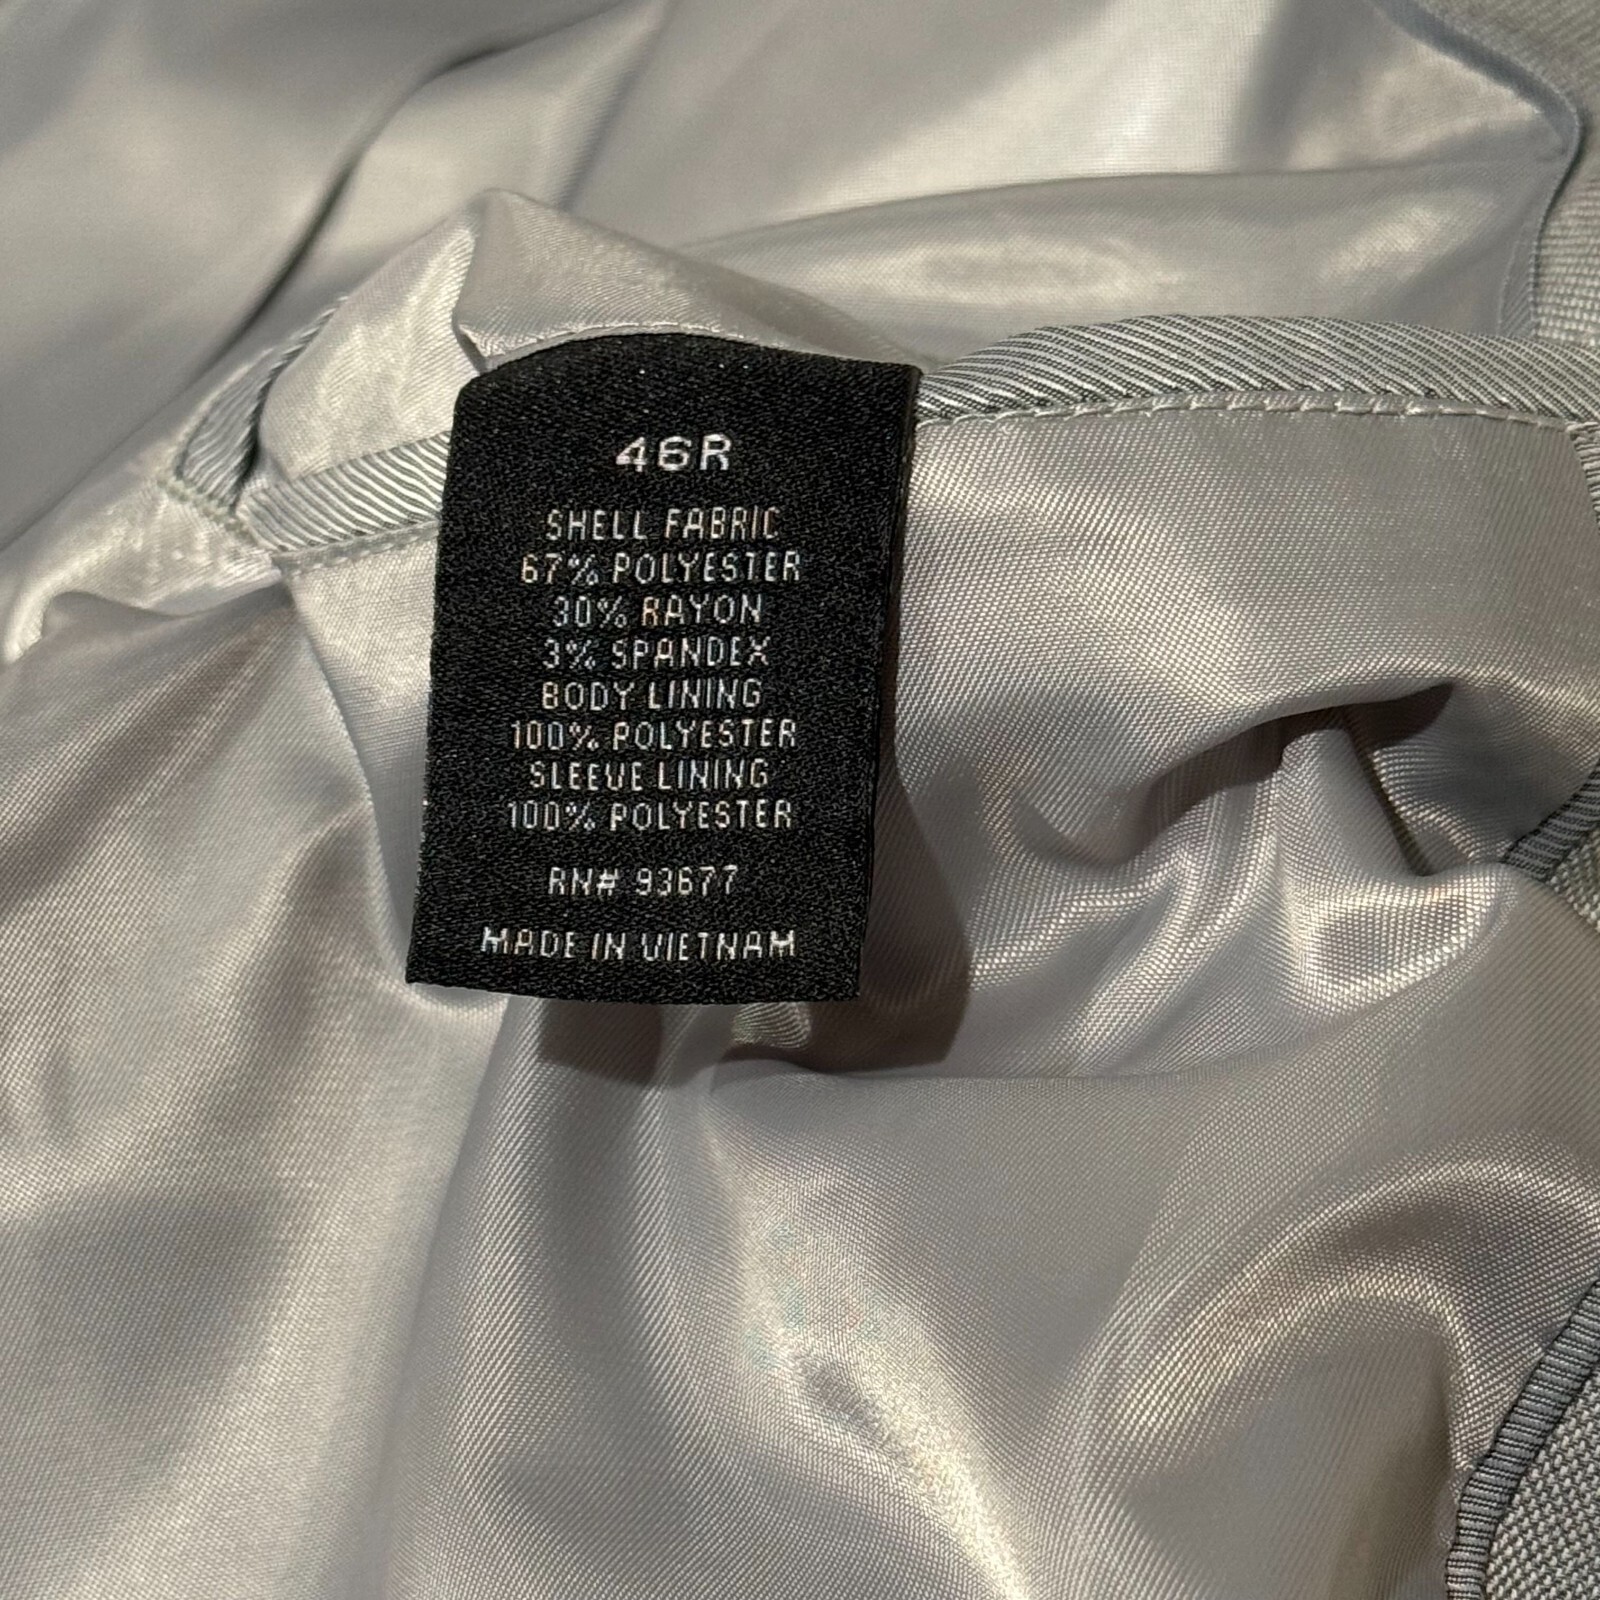 46R
SHELL FABRIC
67% POLYESTER
30% RAYON
3% SPANDEX
BODY LINING
100% POLYESTER
SLEEVE LINING
100% POLYESTER
RN# 93677
MADE IN VIETNAM